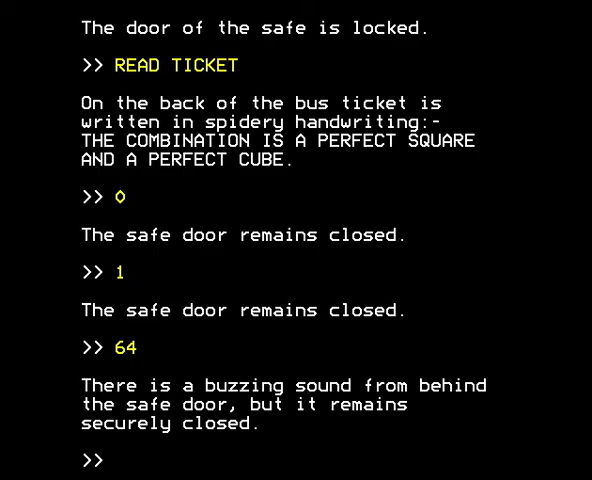 The door of the safe is locked.
>> READ TICKET
On the back of the bus ticket is
written in spidery handwriting:-
THE COMBINATION IS A PERFECT SQUARE
AND A PERFECT CUBE.
>> 0
The safe door remains closed.
>> 1
The safe door remains closed.
>> 64
There is a buzzing sound from behind
the safe door, but it remains
securely closed.
>>